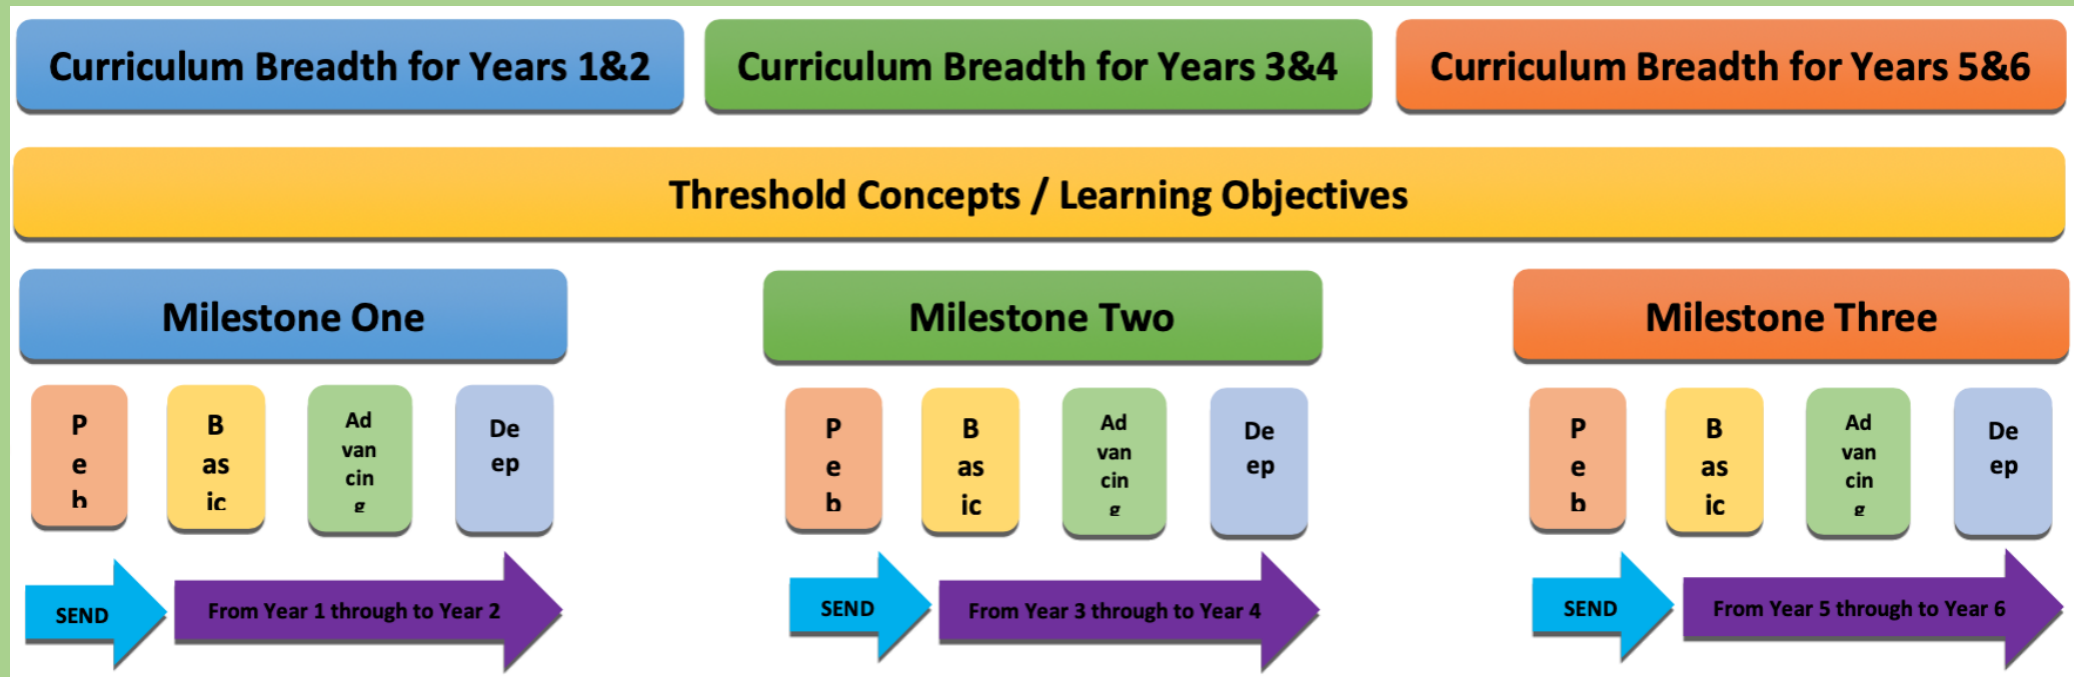 Curriculum Breadth for Years 1&2
Curriculum Breadth for Years 3&4
Curriculum Breadth for Years 5&6
Threshold Concepts / Learning Objectives
Milestone One
Milestone Two
Milestone Three
P
e
b
B
as
ic
Ad
van
cin
g
De
ep
P
e
b
B
as
ic
Ad
van
cin
g
De
ep
P
e
b
B
as
ic
Ad
van
cin
g
De
ep
SEND
From Year 1 through to Year 2
SEND
From Year 3 through to Year 4
SEND
From Year 5 through to Year 6